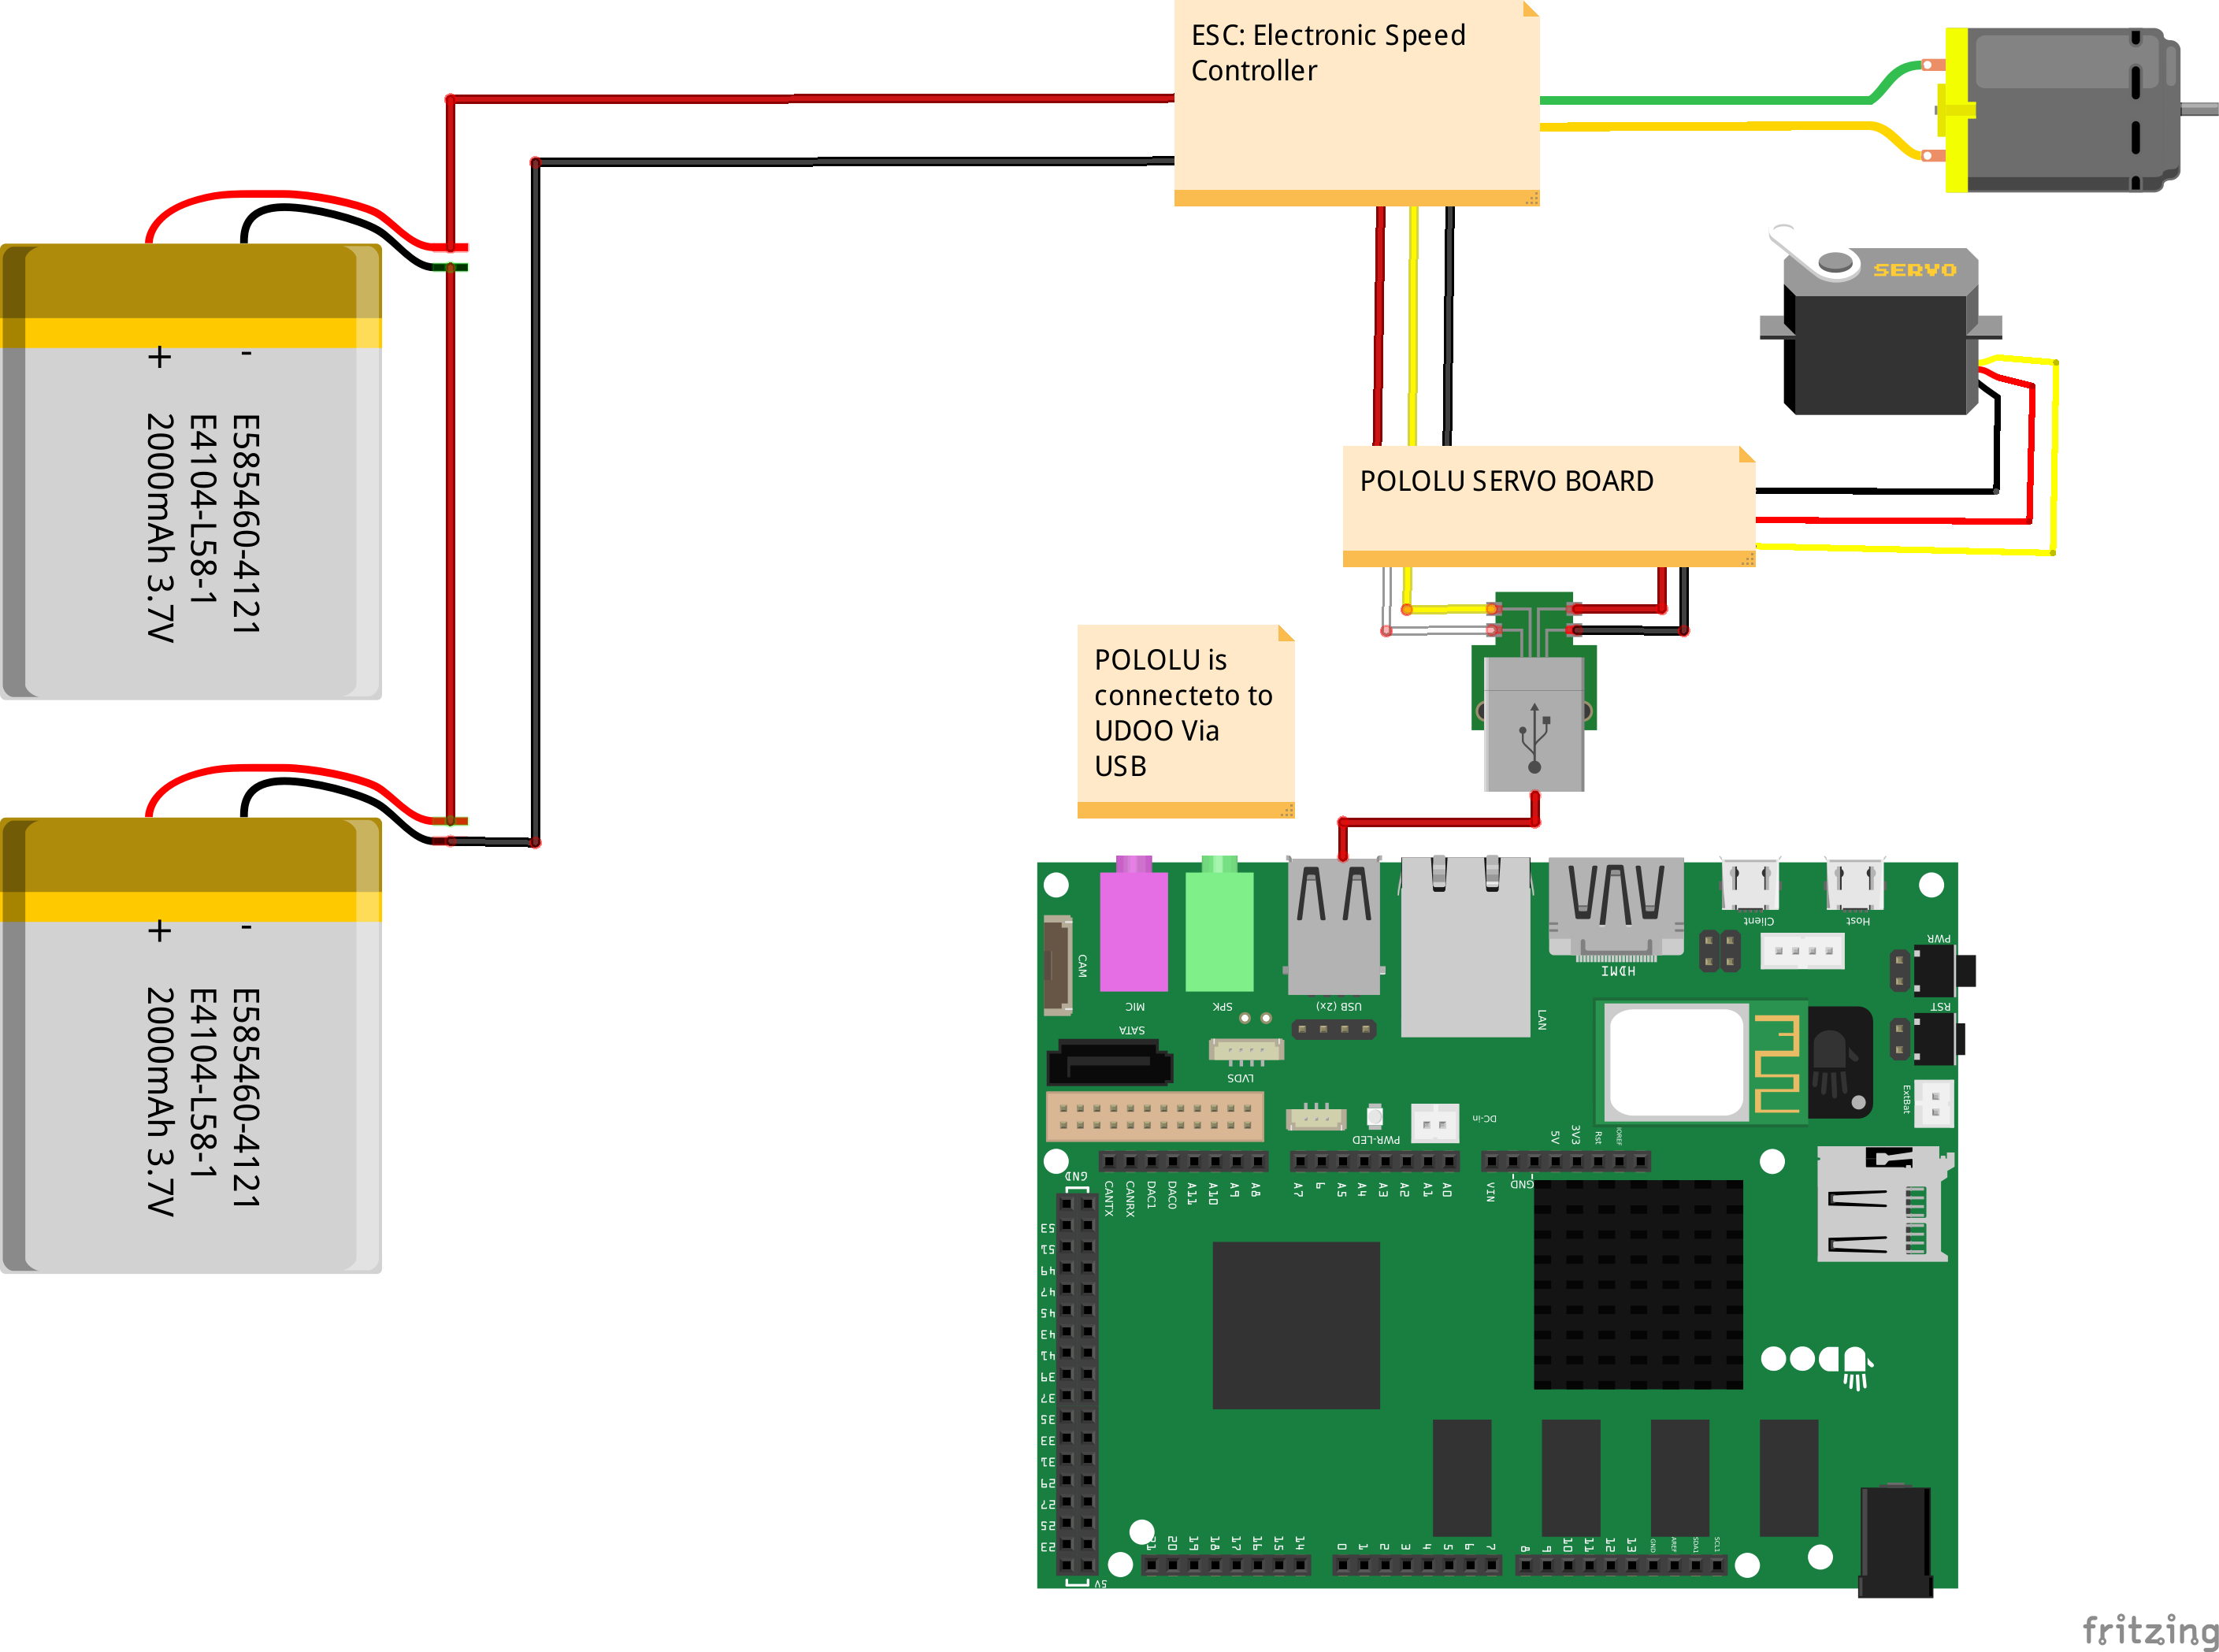 ESC: Electronic Speed
Controller
SERVO
POLOLU SERVO BOARD
- +
E585460-4121
E4104-L58-1
2000mAh 3.7V
POLOLU is
connecteto to
UDOO Via
USB
- +
E585460-4121
E4104-L58-1
2000mAh 3.7V
Client
Host
PWR
HDMI
CAM
MIC
SPK
USB (2x)
LAN
RST
SATA
LVDS
ExtBat
PWR-LED
DC-in
5V 3V3 Rst IOREF
GND
CANTX CANRX DAC1 DAC0 A11 A10 A9 A8 A7 6 A5 A4 A3 A2 A1 A0 VIN GND
53
51
49
47
45
43
41
39
37
35
33
31
29
27
25
23
5V
21 20 19 18 17 16 15 14 0 1 2 3 4 5 6 7 8 9 10 11 12 13 GND AREF SDA1 SCL1
fritzing